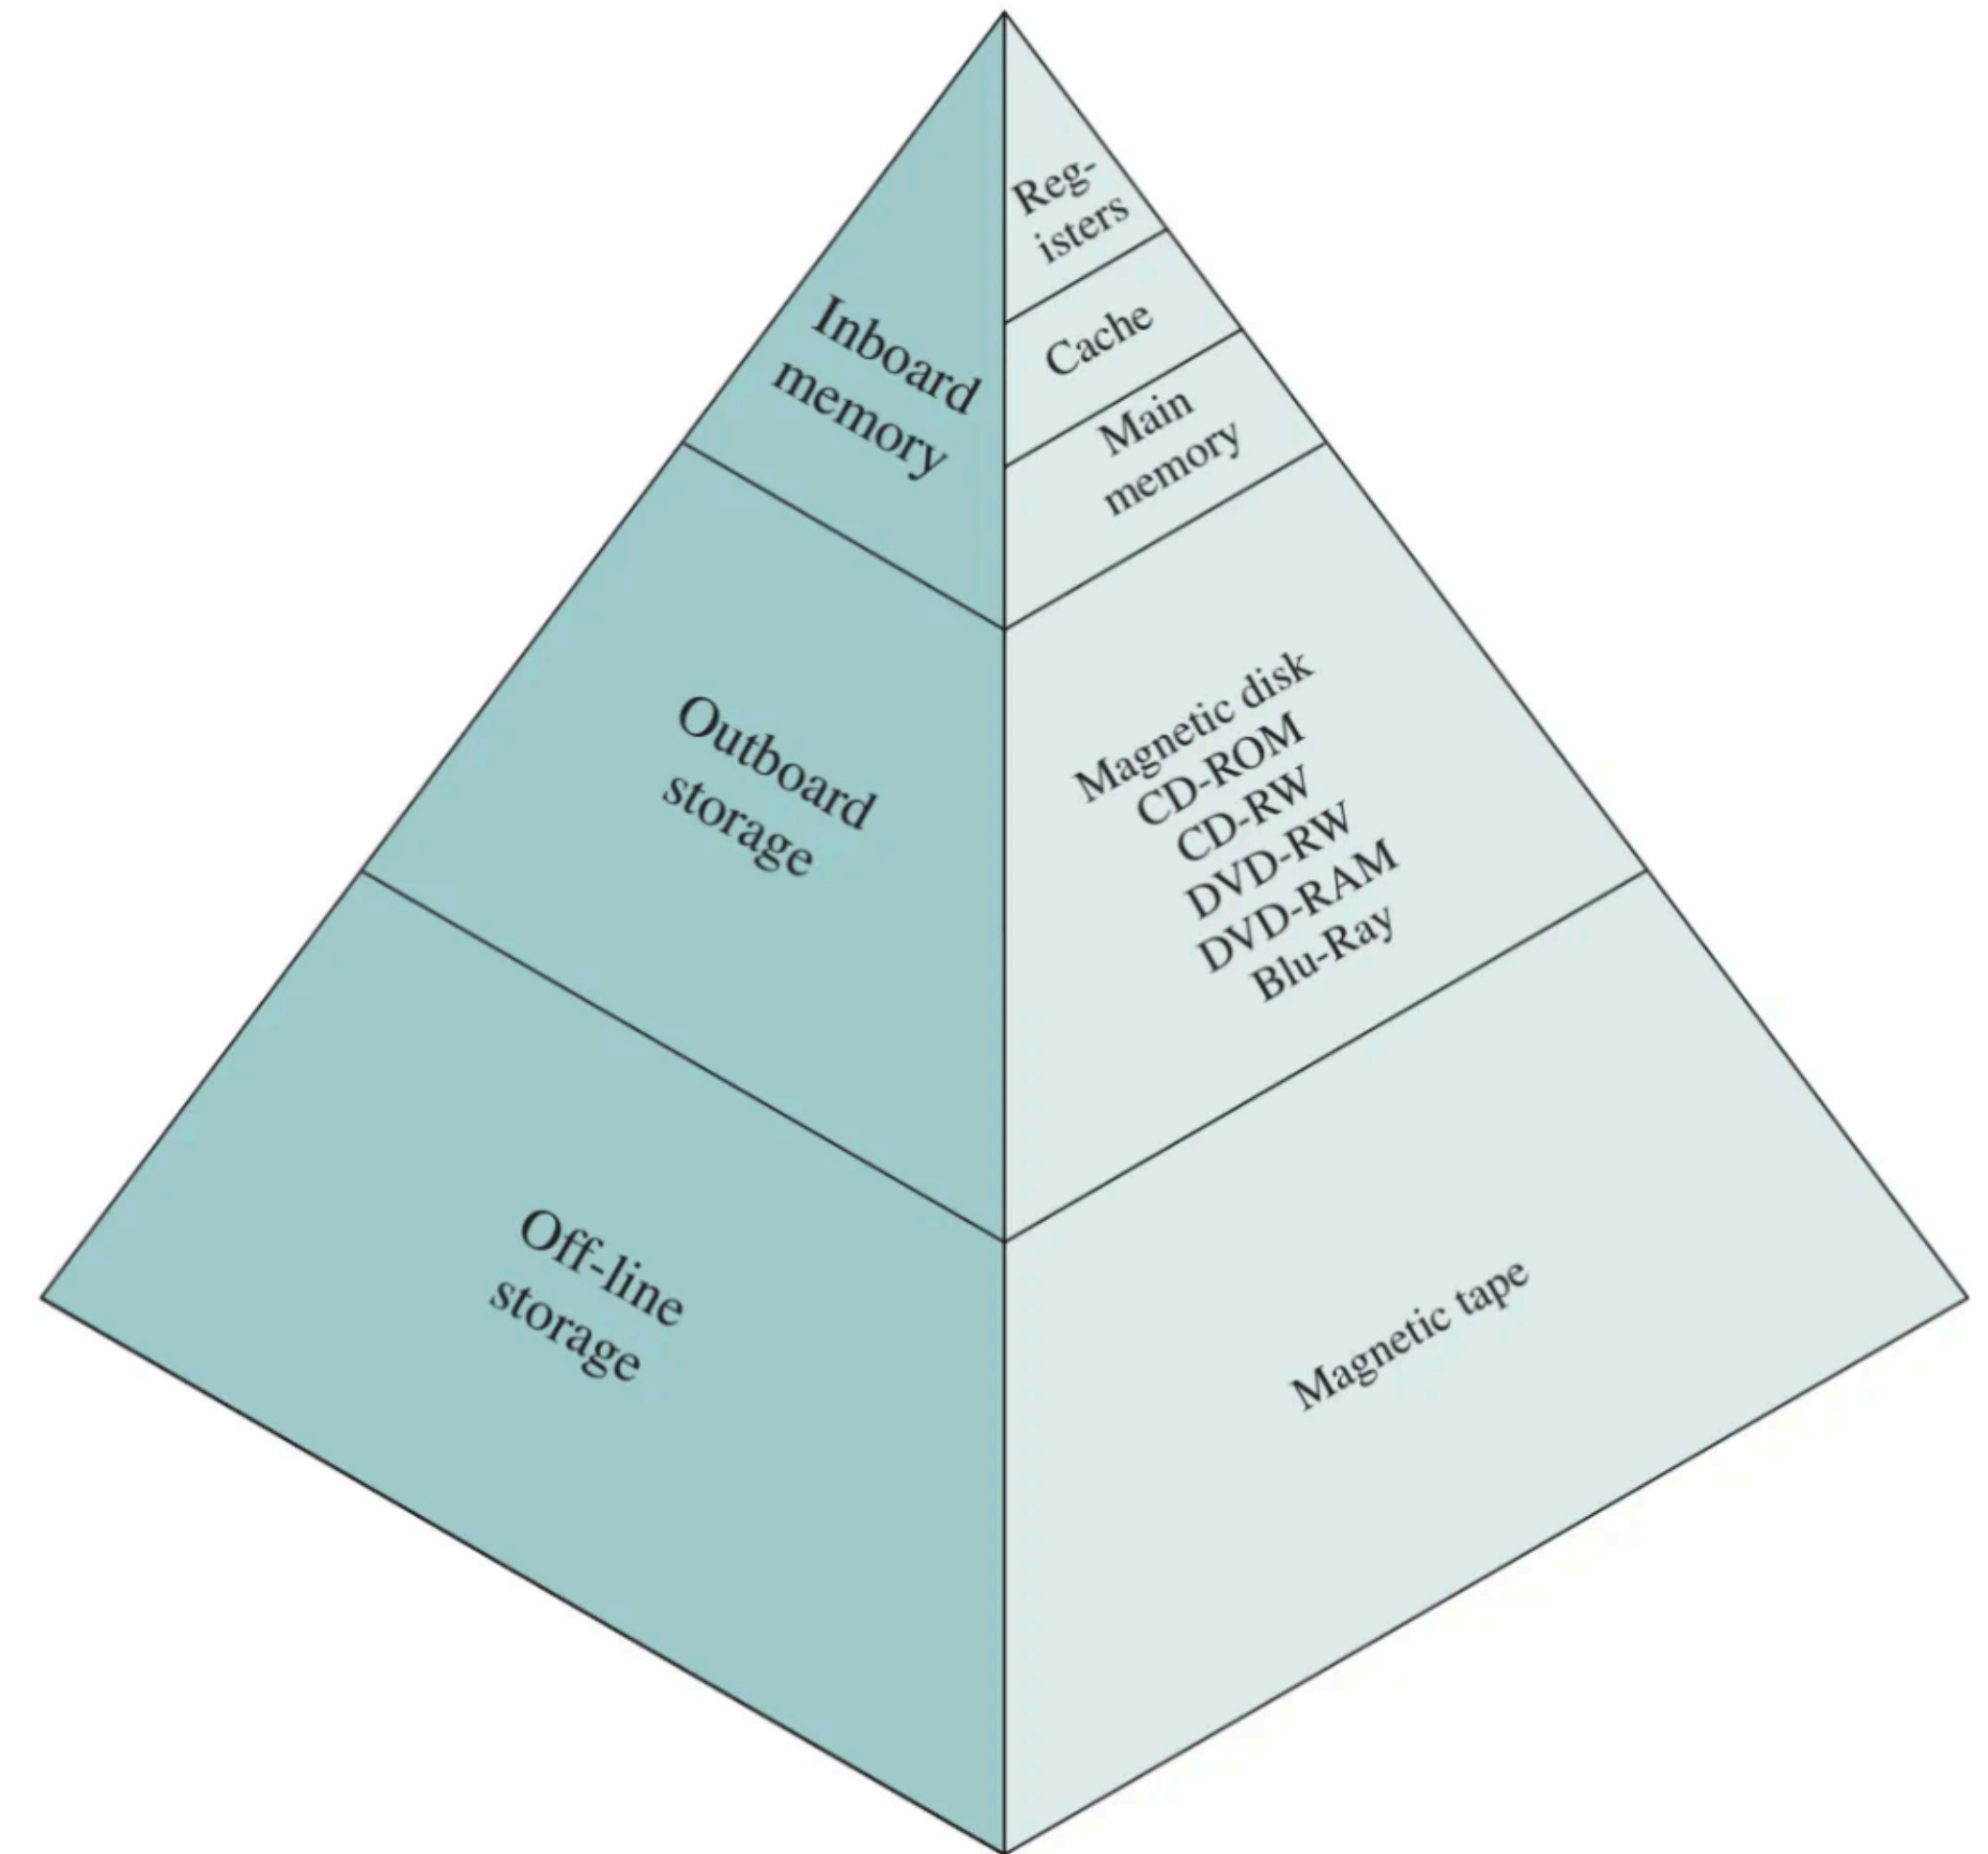 Reg-
isters
Cache
Main
memory
Inboard
memory
Magnetic disk
CD-ROM
CD-RW
DVD-RW
DVD-RAM
Blu-Ray
Outboard
storage
Magnetic tape
Off-line
storage